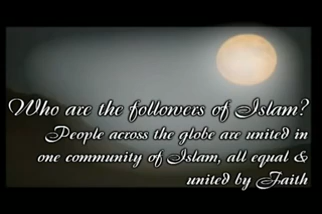 Who are the followers of Islam?
People across the globe are united in
one community of Islam, all equal &
united by Faith